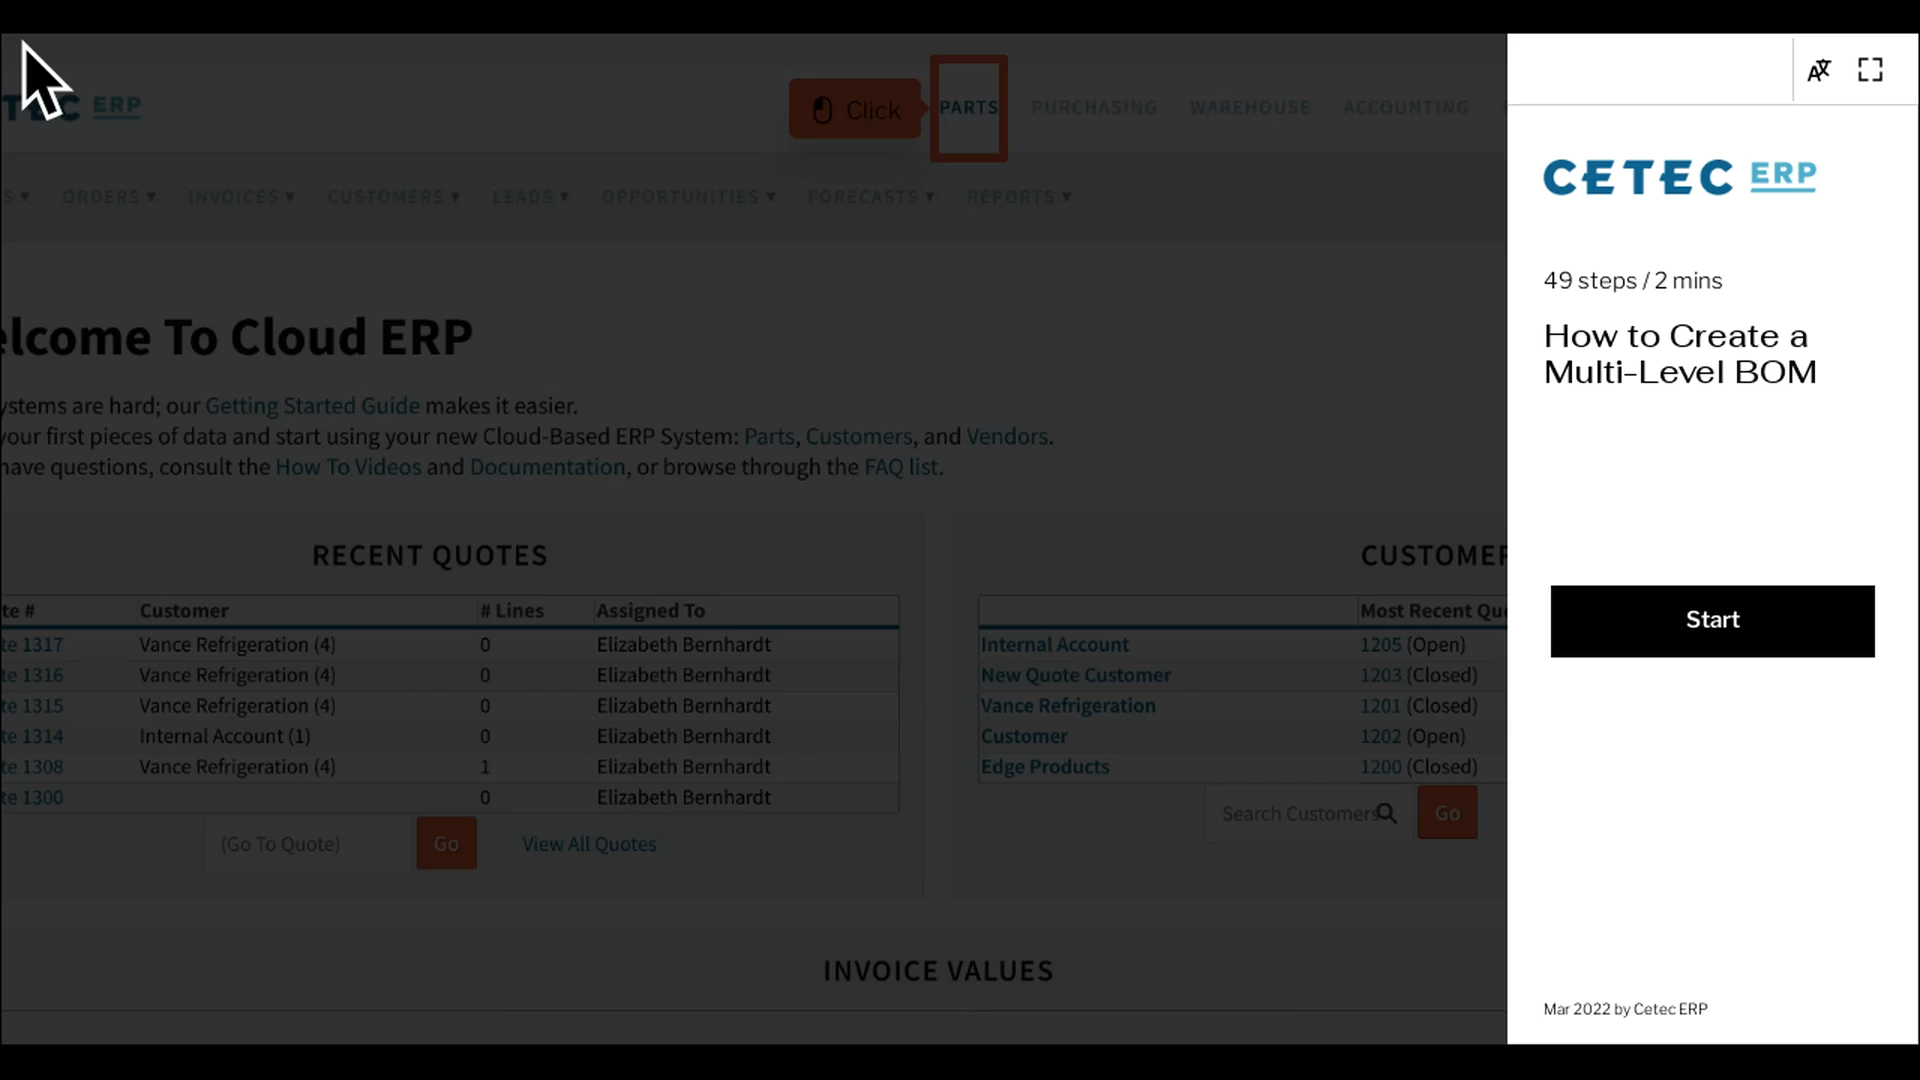 TEC ERP
Click
PARTS
PURCHASING
WAREHOUSE
ACCOUNTING
S ▾
ORDERS ▾
INVOICES ▾
CUSTOMERS ▾
LEADS ▾
OPPORTUNITIES ▾
FORECASTS ▾
REPORTS ▾
elcome To Cloud ERP
ystems are hard; our Getting Started Guide makes it easier.
your first pieces of data and start using your new Cloud-Based ERP System: Parts, Customers, and Vendors.
have questions, consult the How To Videos and Documentation, or browse through the FAQ list.
RECENT QUOTES
te # Customer # Lines Assigned To
te 1317 Vance Refrigeration (4) 0 Elizabeth Bernhardt
te 1316 Vance Refrigeration (4) 0 Elizabeth Bernhardt
te 1315 Vance Refrigeration (4) 0 Elizabeth Bernhardt
te 1314 Internal Account (1) 0 Elizabeth Bernhardt
te 1308 Vance Refrigeration (4) 1 Elizabeth Bernhardt
te 1300 0 Elizabeth Bernhardt
(Go To Quote) Go View All Quotes
CUSTOMER
Most Recent Qu
Internal Account 1205 (Open)
New Quote Customer 1203 (Closed)
Vance Refrigeration 1201 (Closed)
Customer 1202 (Open)
Edge Products 1200 (Closed)
Search Customers Go
INVOICE VALUES
CETEC ERP
49 steps / 2 mins
How to Create a
Multi-Level BOM
Start
Mar 2022 by Cetec ERP